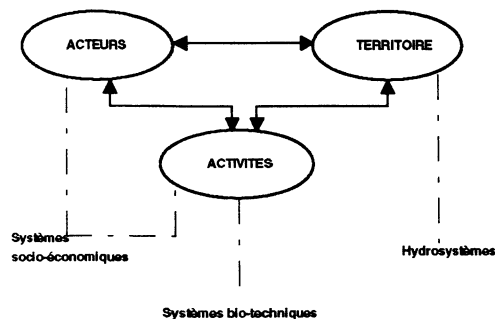 ACTEURS
TERRITOIRE
ACTIVITES
Systèmes
socio-économiques
Hydrosystèmes
Systèmes bio-techniques